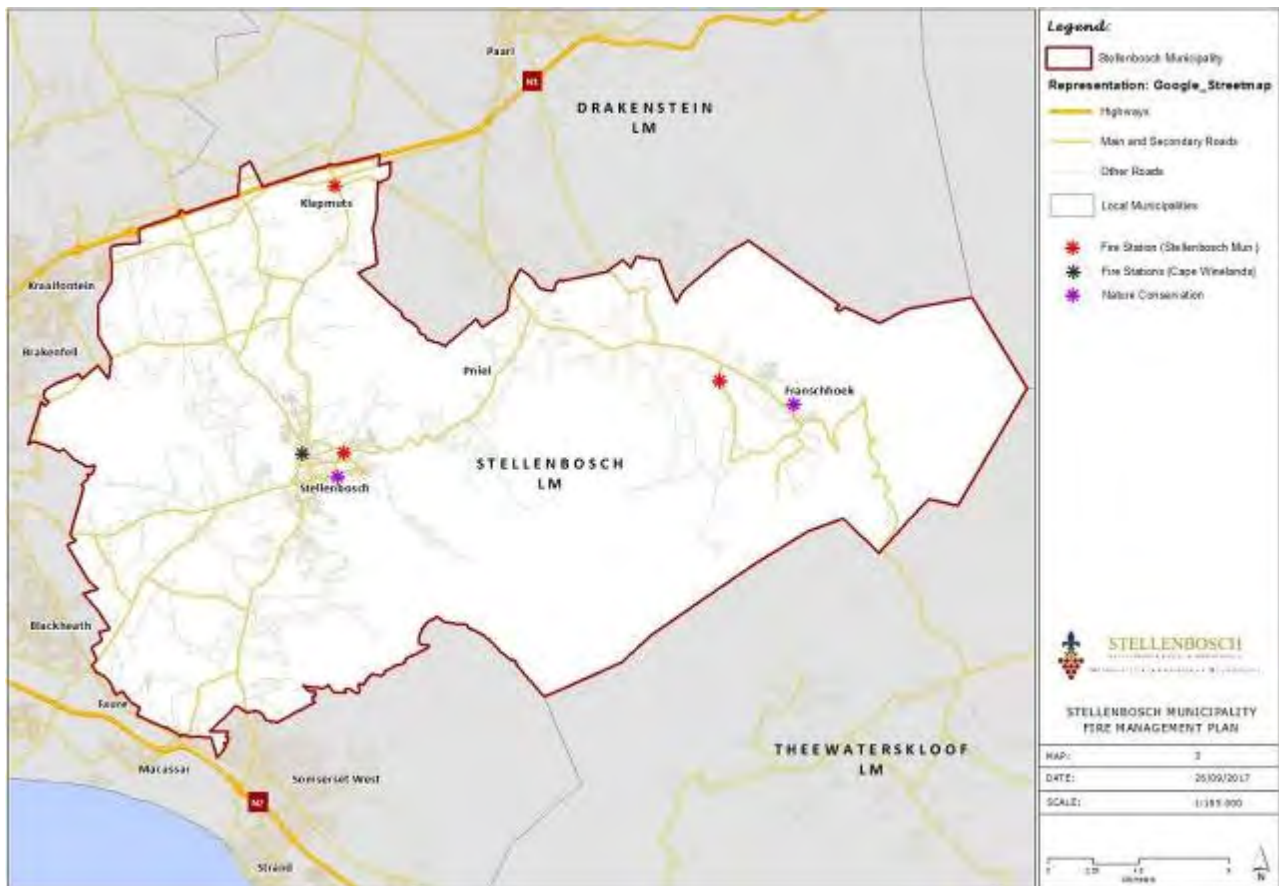 Paarl
N1
DRAKENSTEIN
LM
Klapmuts
Kraaifontein
Brakenfell
Pniel
Franschhoek
STELLENBOSCH
LM
Stellenbosch
Blackheath
Faure
Macassar
Somerset West
N2
Strand
THEEWATERSKLOOF
LM
Legend:
Stellenbosch Municipality
Representation: Google_Streetmap
Highways
Main and Secondary Roads
Other Roads
Local Municipalities
Fire Station (Stellenbosch Mun.)
Fire Stations (Cape Winelands)
Nature Conservation
STELLENBOSCH
STELLENBOSCH MUNICIPALITY
FIRE MANAGEMENT PLAN
MAP:
DATE: /09/2017
SCALE:
N